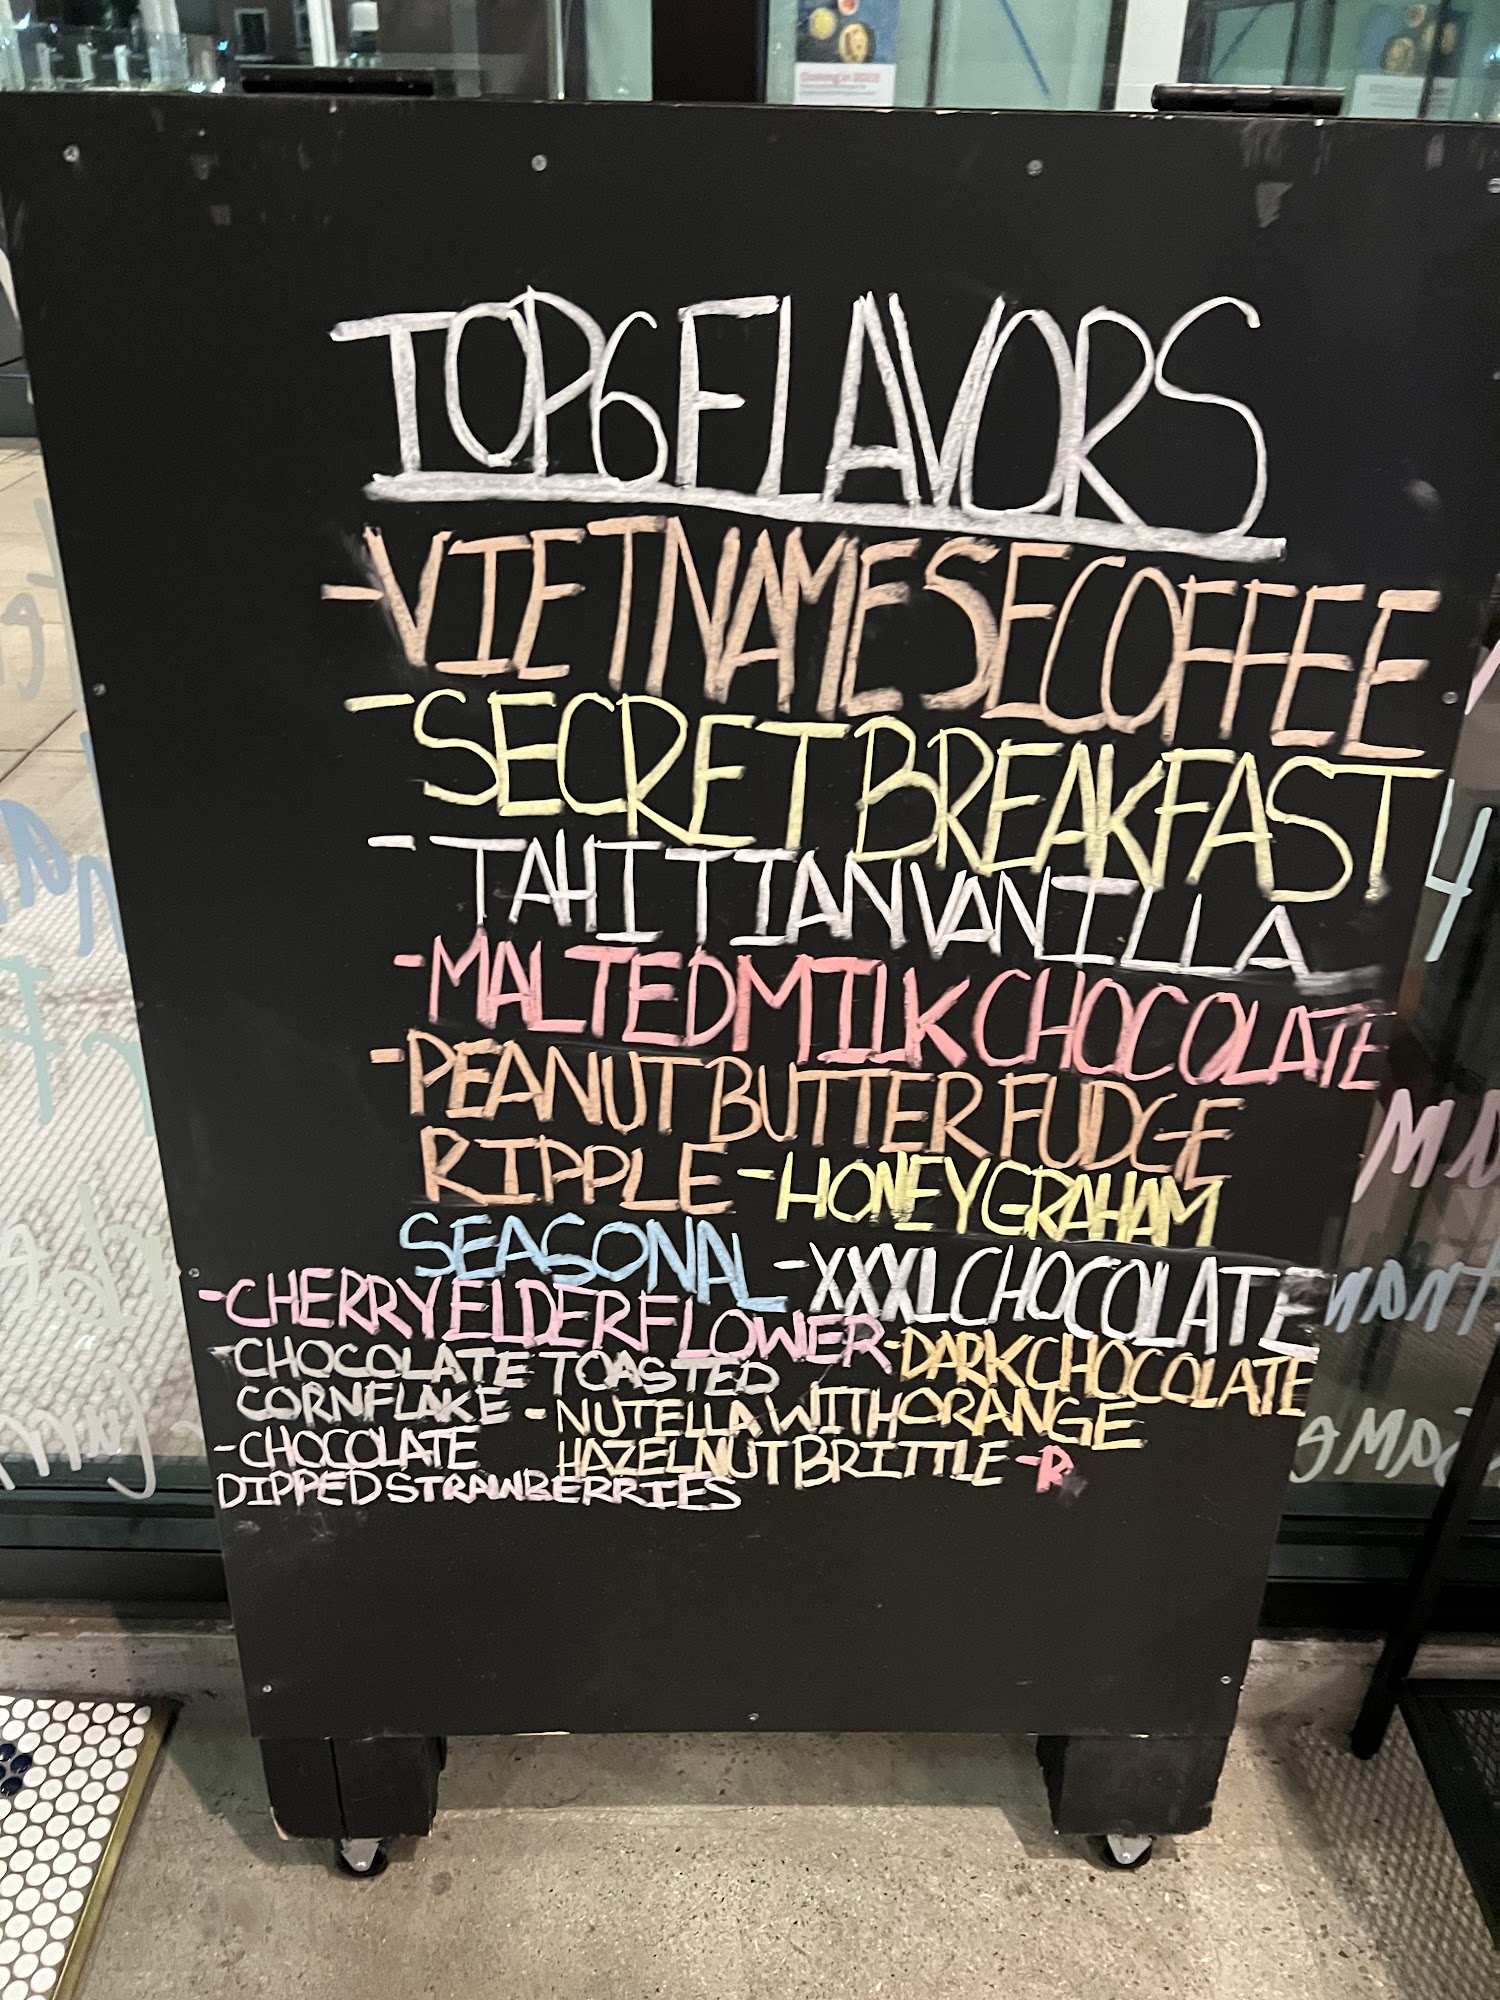 TOP 6 FLAVORS
- VIETNAMESE COFFEE
- SECRET BREAKFAST
- TAHITIAN VANILLA
- MALTED MILK CHOCOLATE
- PEANUT BUTTER FUDGE
RIPPLE - HONEY GRAHAM
SEASONAL - XXXL CHOCOLATE
- CHERRY ELDERFLOWER - DARK CHOCOLATE
- CHOCOLATE TOASTED
CORNFLAKE - NUTELLA WITH ORANGE
- CHOCOLATE HAZELNUT BRITTLE - R
DIPPED STRAWBERRIES